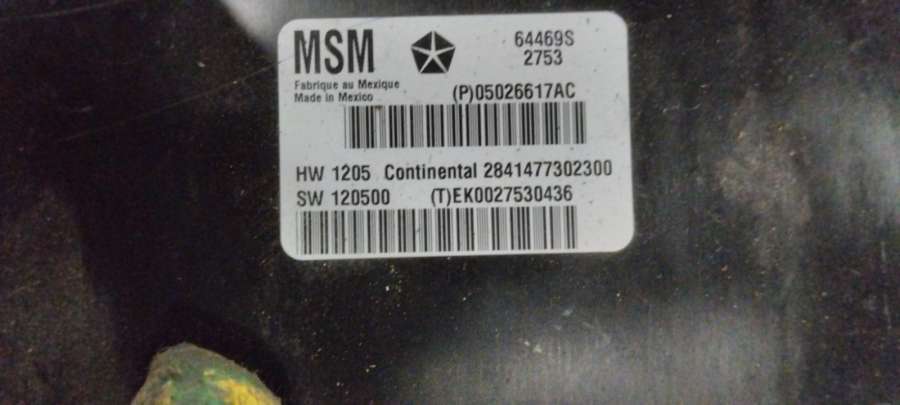 MSM
64469S
2753
Fabrique au Mexique
Made in Mexico
(P)05026617AC
HW 1205 Continental 2841477302300
SW 120500 (T)EK0027530436